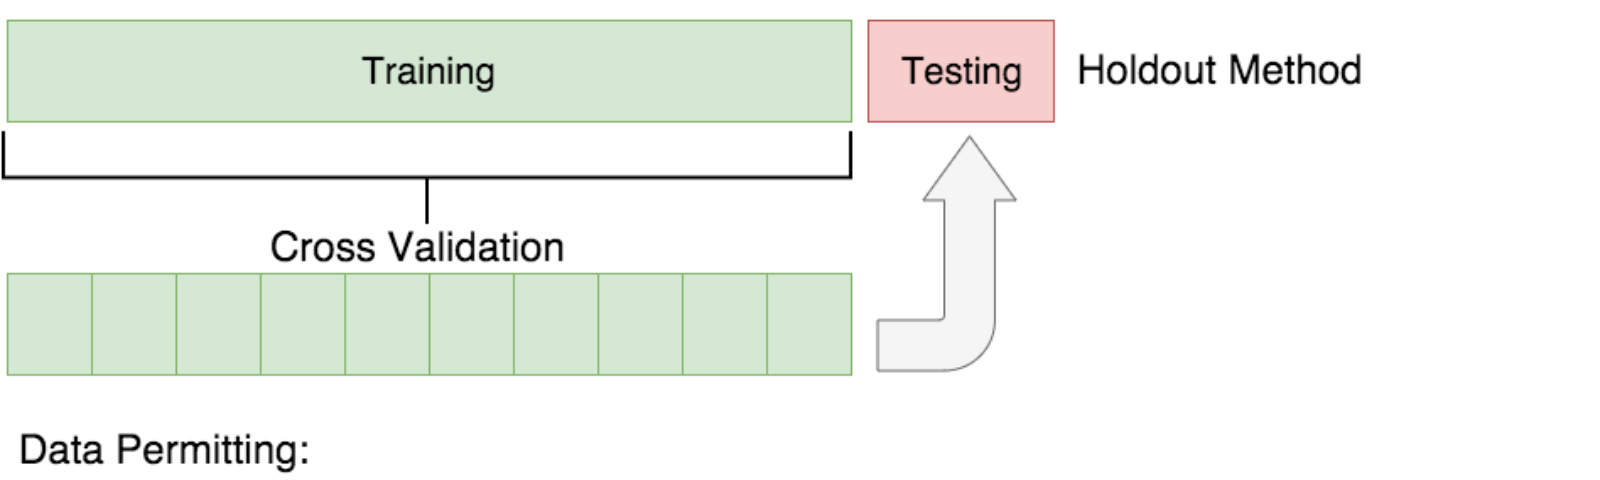 Training
Testing
Holdout Method
Cross Validation
Data Permitting: